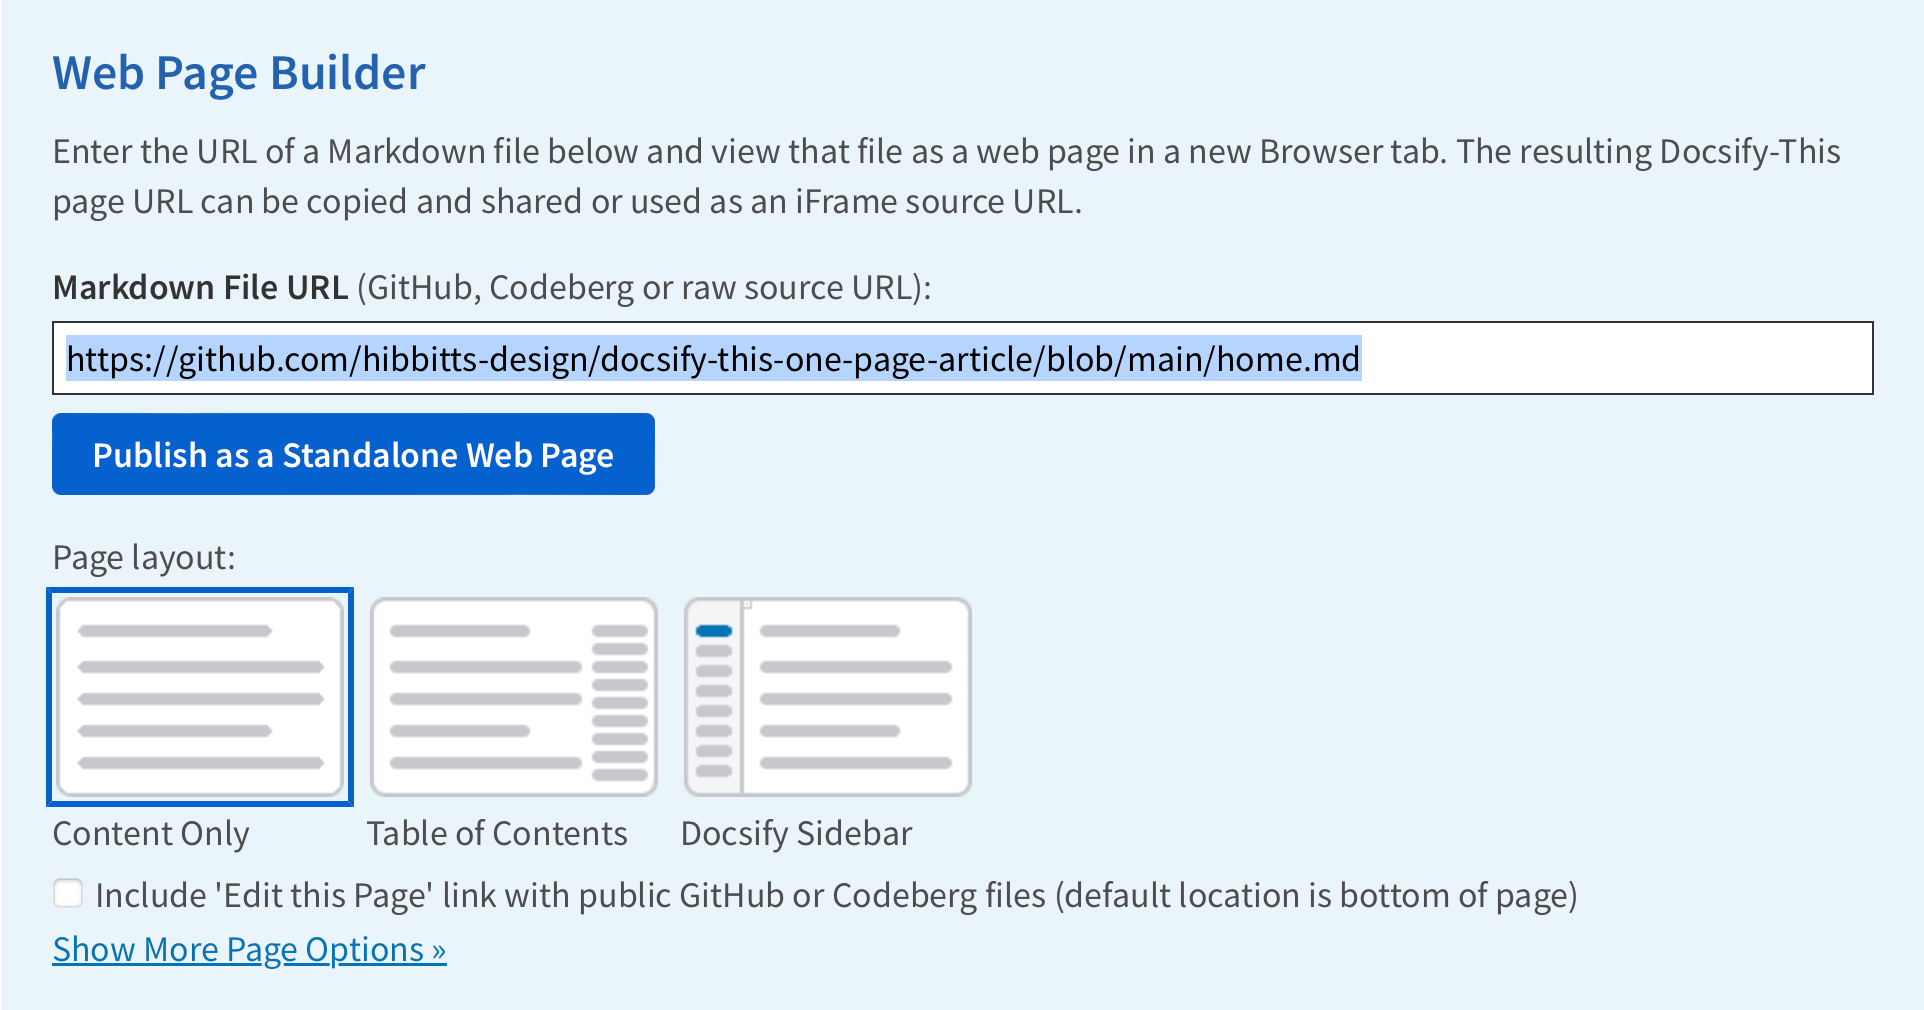 Web Page Builder
Enter the URL of a Markdown file below and view that file as a web page in a new Browser tab. The resulting Docsify-This
page URL can be copied and shared or used as an iFrame source URL.
Markdown File URL (GitHub, Codeberg or raw source URL):
https://github.com/hibbitts-design/docsify-this-one-page-article/blob/main/home.md
Publish as a Standalone Web Page
Page layout:
Content Only
Table of Contents
Docsify Sidebar
Include 'Edit this Page' link with public GitHub or Codeberg files (default location is bottom of page)
Show More Page Options »